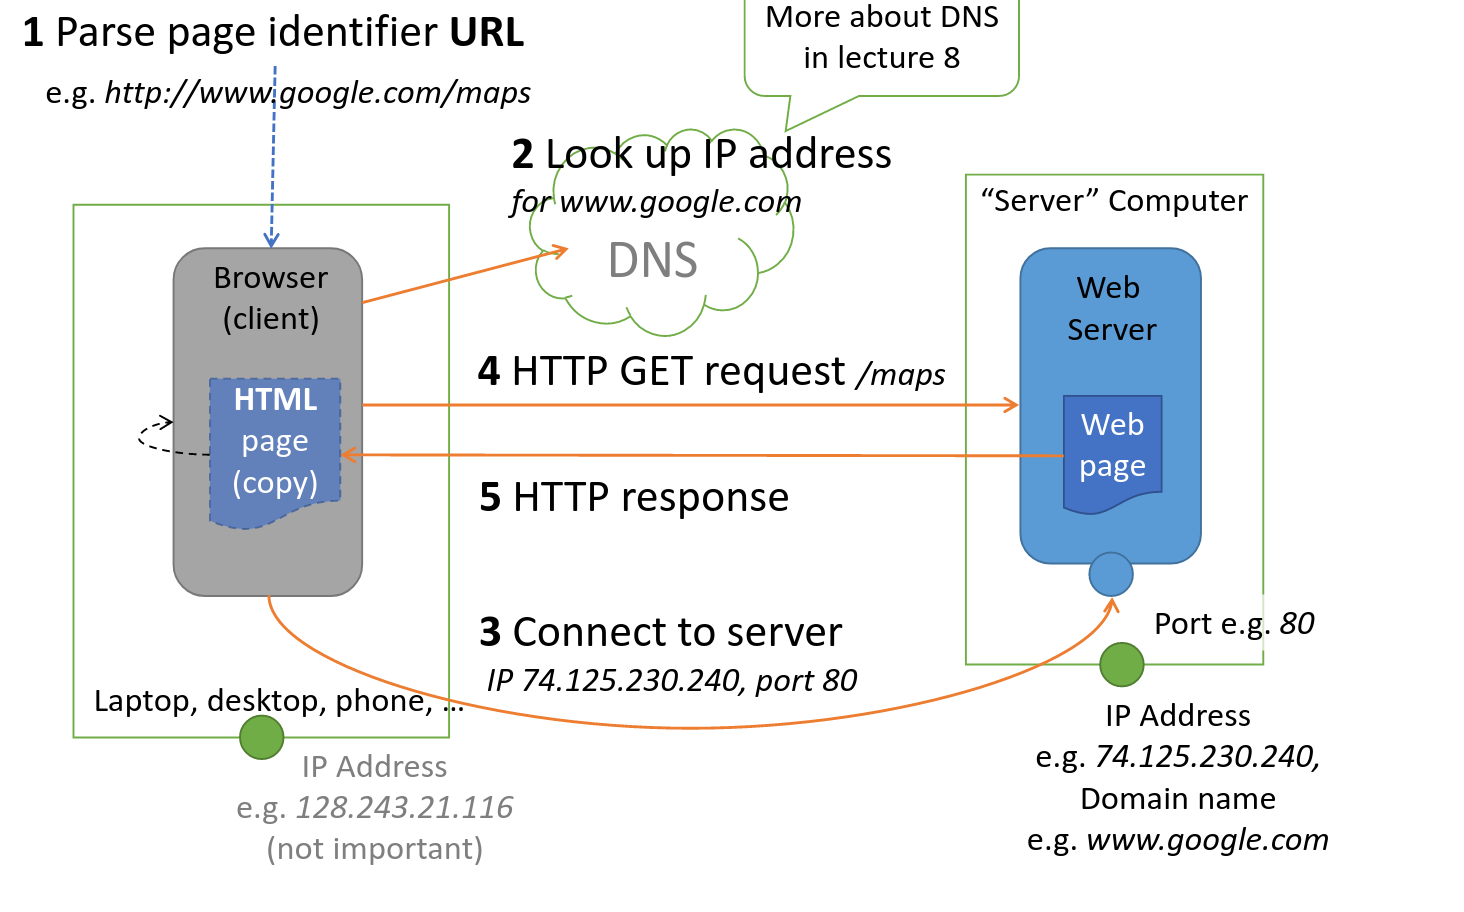 1 Parse page identifier URL
e.g. http://www.google.com/maps
More about DNS
in lecture 8
2 Look up IP address
for www.google.com
DNS
"Server" Computer
Browser
(client)
Web
Server
4 HTTP GET request /maps
HTML
page
(copy)
Web
page
5 HTTP response
3 Connect to server
IP 74.125.230.240, port 80
Port e.g. 80
Laptop, desktop, phone, ...
IP Address
e.g. 128.243.21.116
(not important)
IP Address
e.g. 74.125.230.240,
Domain name
e.g. www.google.com